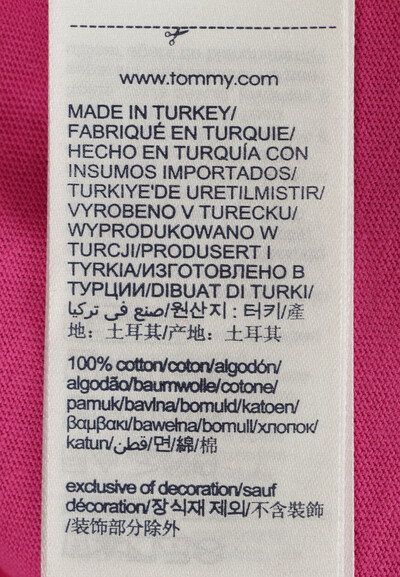 www.tommy.com
MADE IN TURKEY/
FABRIQUÉ EN TURQUIE/
HECHO EN TURQUÍA CON
INSUMOS IMPORTADOS/
TURKIYE'DE URETILMISTIR/
VYROBENO V TURECKU/
WYPRODUKOWANO W
TURCJI/PRODUSERT I
TYRKIA/ИЗГОТОВЛЕНО В
ТУРЦИИ/DIBUAT DI TURKI/
صنع في تركيا/원산지 : 터키/產
地：土耳其/产地：土耳其
100% cotton/coton/algodón/
algodão/baumwolle/cotone/
pamuk/bavlna/bomuld/katoen/
βαμβακι/bawełna/bomull/хлопок/
katun/قطن/면/綿/棉
exclusive of decoration/sauf
décoration/장식재 제외/不含裝飾
/装饰部分除外